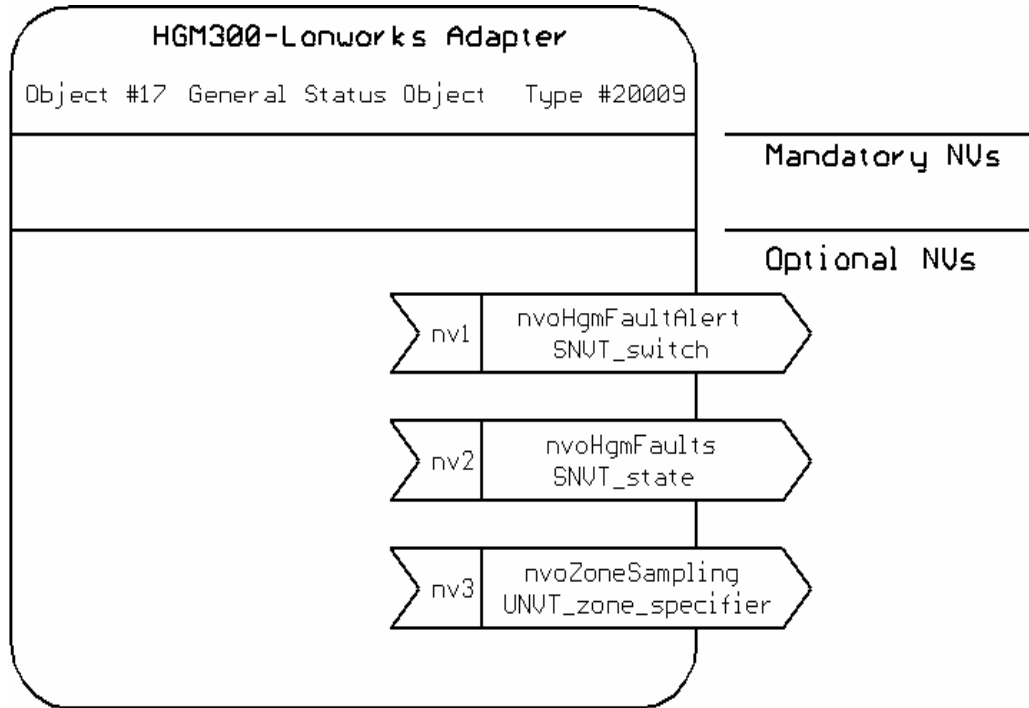 HGM300-Lonworks Adapter
Object #17 General Status Object Type #20009
Mandatory NVs
Optional NVs
nv1
nvoHgmFaultAlert
SNVT_switch
nv2
nvoHgmFaults
SNVT_state
nv3
nvoZoneSampling
UNVT_zone_specifier